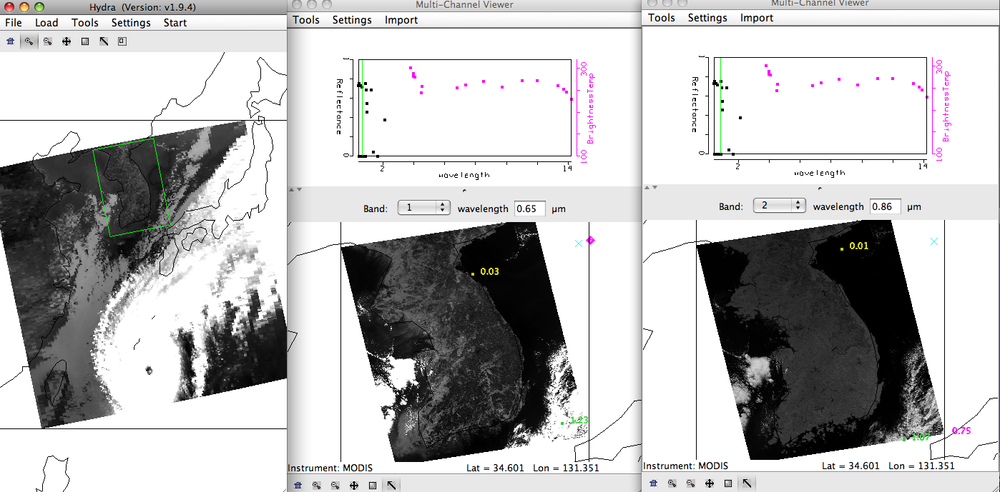 Hydra (Version: v1.9.4)
File Load Tools Settings Start
Multi-Channel Viewer
Tools Settings Import
Reflectance
0
2
14
wavelength
300
100
BrightnessTemp
Band: 1 wavelength 0.65 µm
0.03
1.23
Instrument: MODIS Lat = 34.601 Lon = 131.351
Multi-Channel Viewer
Tools Settings Import
Reflectance
0
2
14
wavelength
300
100
BrightnessTemp
Band: 2 wavelength 0.86 µm
0.01
1.07
0.75
Instrument: MODIS Lat = 34.601 Lon = 131.351